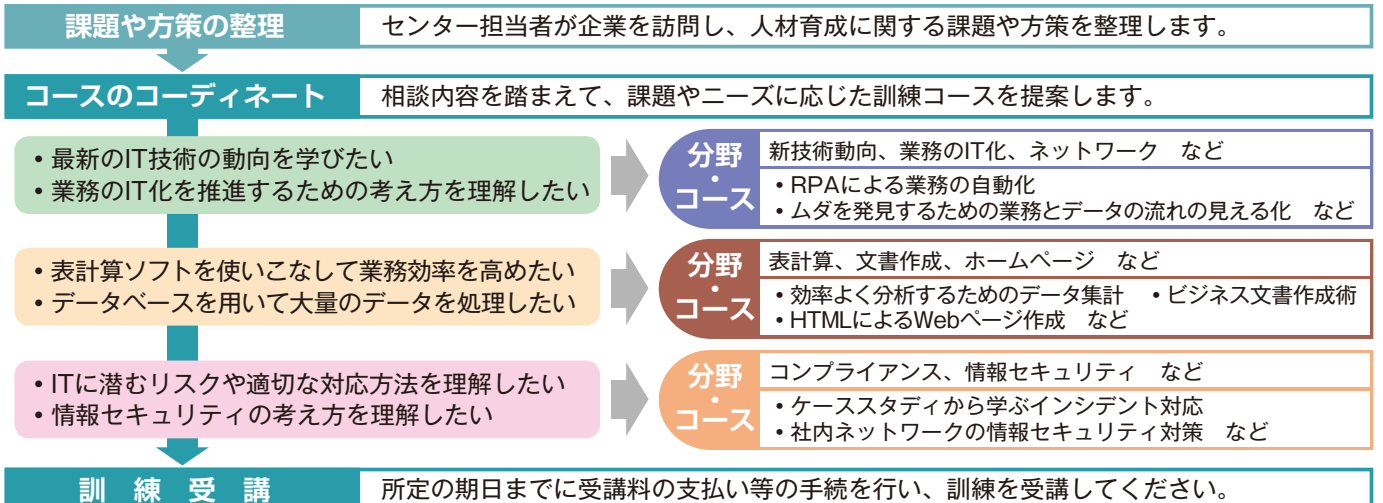 課題や方策の整理
センター担当者が企業を訪問し、人材育成に関する課題や方策を整理します。
コースのコーディネート
相談内容を踏まえて、課題やニーズに応じた訓練コースを提案します。
・最新のIT技術の動向を学びたい
・業務のIT化を推進するための考え方を理解したい
分野
・
コース
新技術動向、業務のIT化、ネットワーク　など
・RPAによる業務の自動化
・ムダを発見するための業務とデータの流れの見える化　など
・表計算ソフトを使いこなして業務効率を高めたい
・データベースを用いて大量のデータを処理したい
分野
・
コース
表計算、文書作成、ホームページ　など
・効率よく分析するためのデータ集計　・ビジネス文書作成術
・HTMLによるWebページ作成　など
・ITに潜むリスクや適切な対応方法を理解したい
・情報セキュリティの考え方を理解したい
分野
・
コース
コンプライアンス、情報セキュリティ　など
・ケーススタディから学ぶインシデント対応
・社内ネットワークの情報セキュリティ対策　など
訓　練　受　講
所定の期日までに受講料の支払い等の手続を行い、訓練を受講してください。